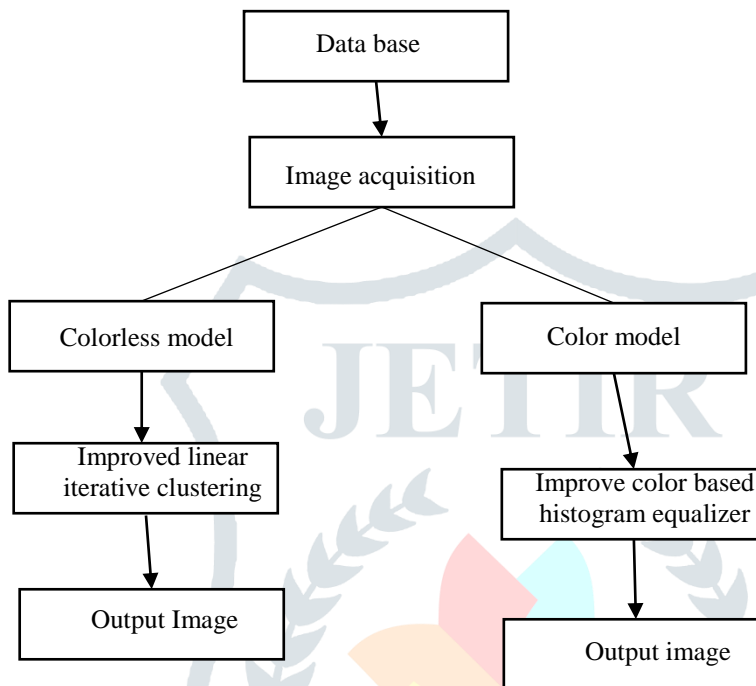 Data base
Image acquisition
Colorless model
Color model
JETIR
Improved linear
iterative clustering
Improve color based
histogram equalizer
Output Image
Output image